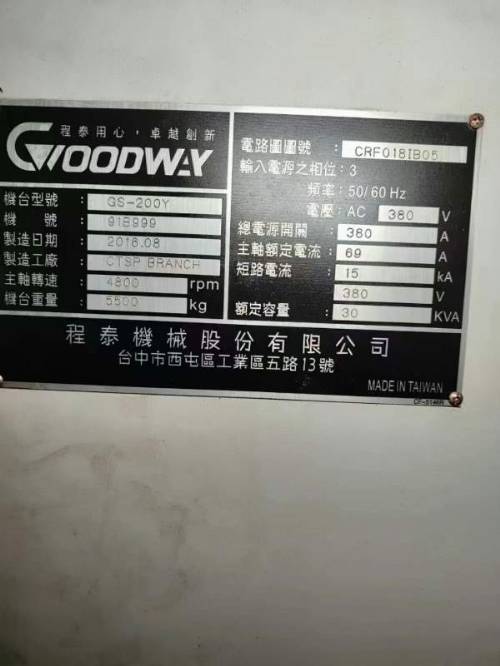 程泰用心,卓越創新
GOODWAY
機台型號 : GS-200Y
機 號 : 91B999
製造日期 : 2016.08
製造工廠 : CTSP BRANCH
主軸轉速 : 4800 rpm
機台重量 : 5500 kg
電路圖圖號 : CRF018IB05
輸入電源之相位 : 3
頻率 : 50/60 Hz
電壓 : AC 380 V
總電源開關 : 380 A
主軸額定電流 : 69 A
短路電流 : 15 kA
380 V
額定容量 : 30 KVA
程泰機械股份有限公司
台中市西屯區工業區五路13號
MADE IN TAIWAN